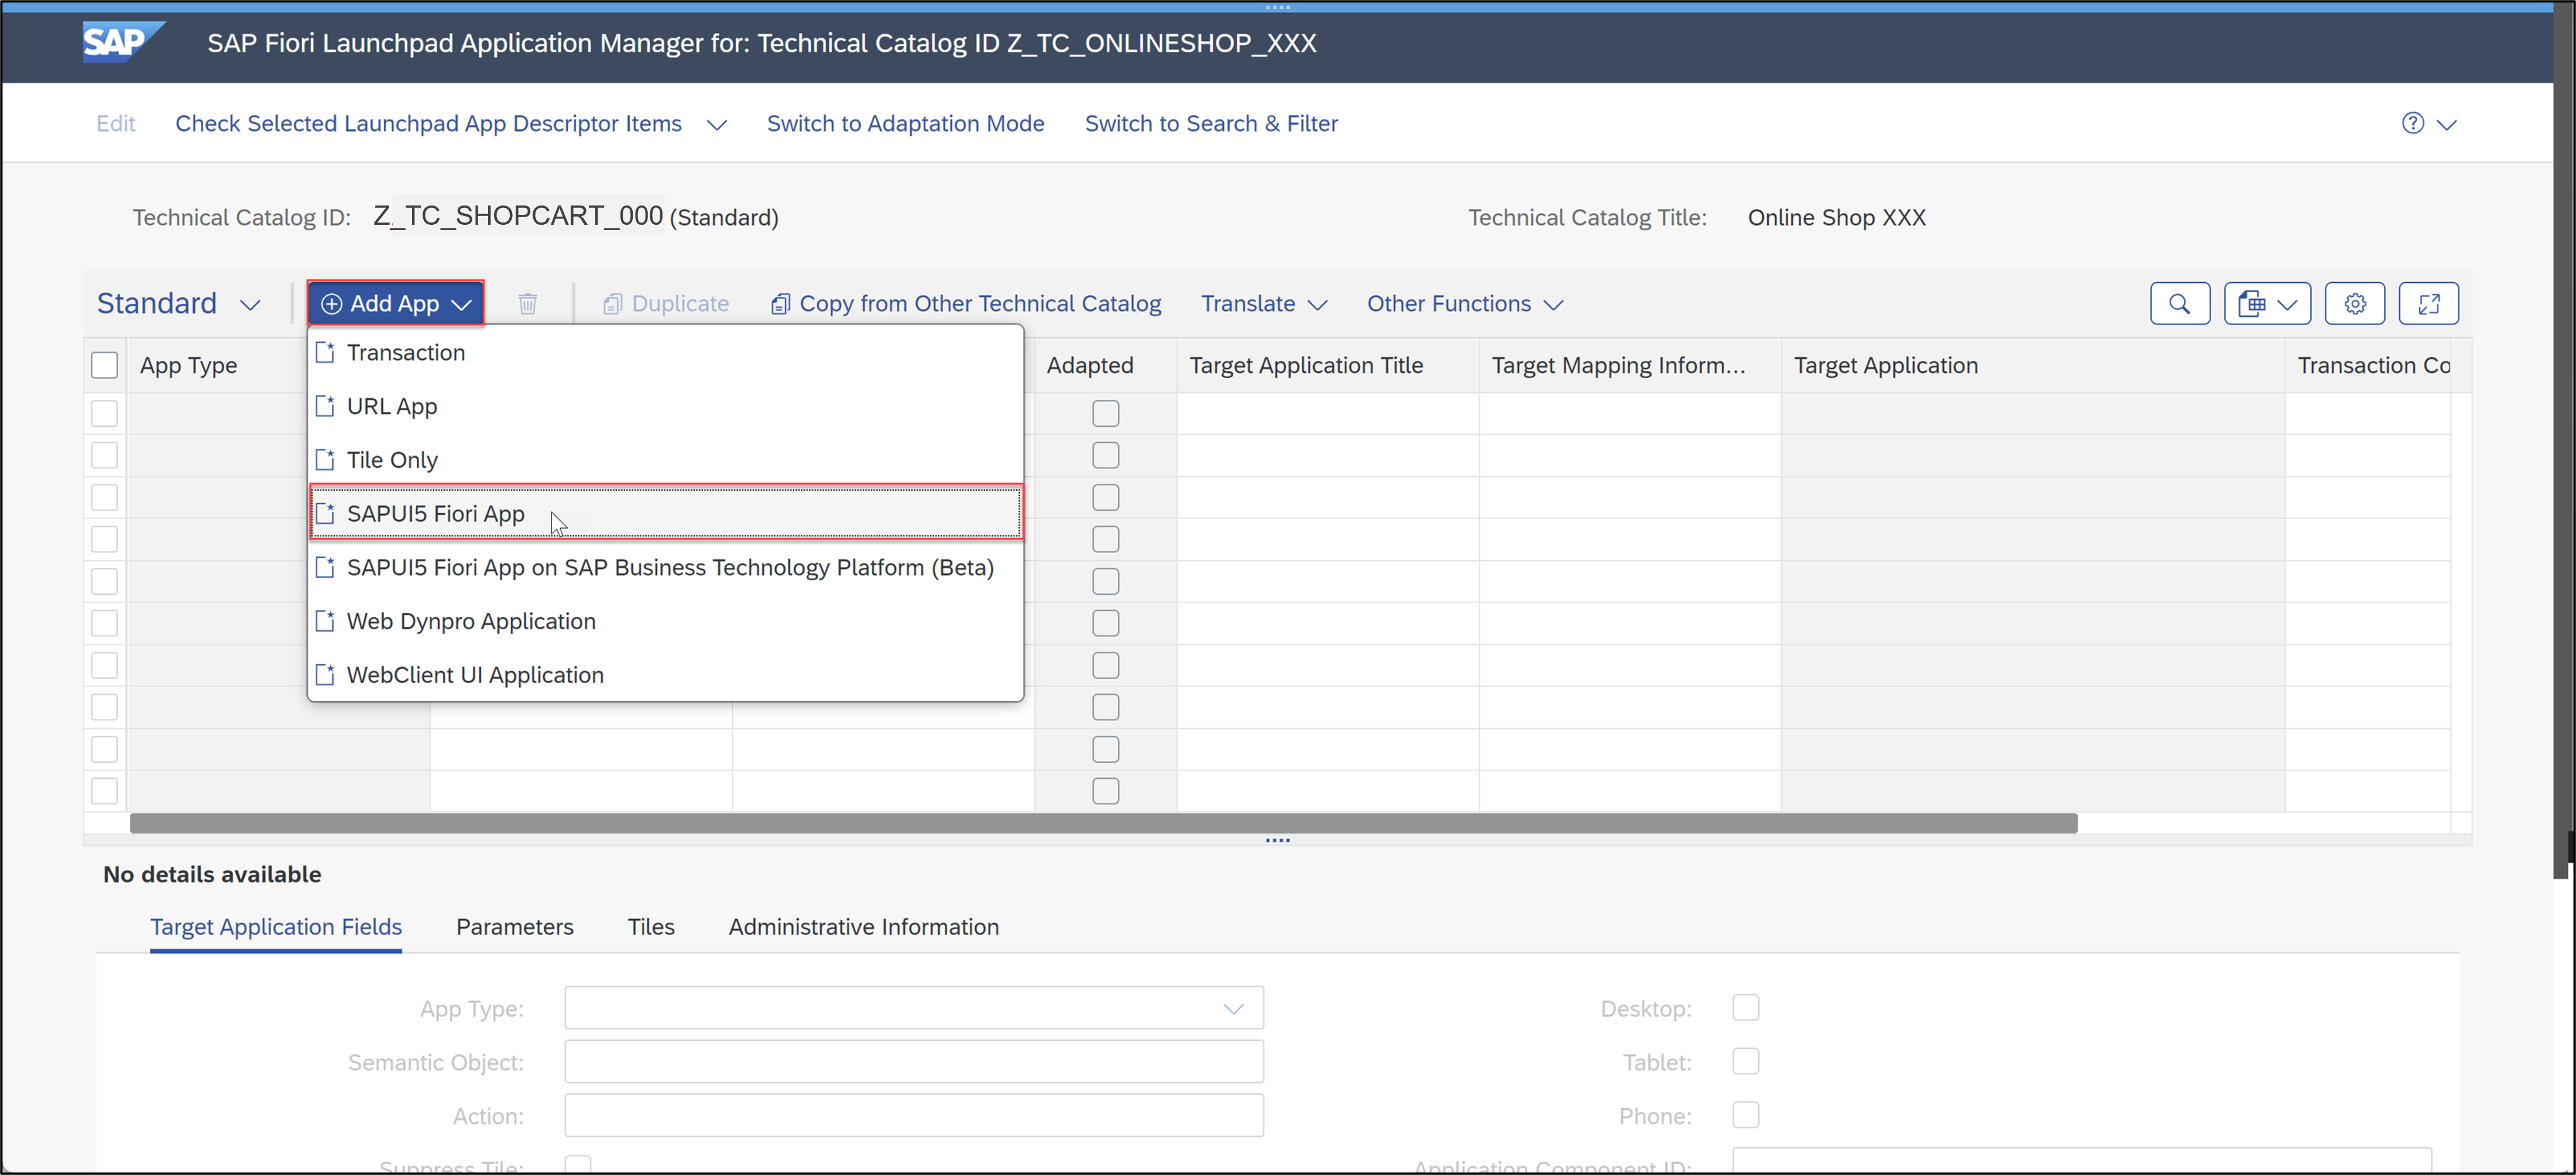 SAP SAP Fiori Launchpad Application Manager for: Technical Catalog ID Z_TC_ONLINESHOP_XXX
Edit Check Selected Launchpad App Descriptor Items Switch to Adaptation Mode Switch to Search & Filter
Technical Catalog ID: Z_TC_SHOPCART_000 (Standard) Technical Catalog Title: Online Shop XXX
Standard Add App Duplicate Copy from Other Technical Catalog Translate Other Functions
App Type Adapted Target Application Title Target Mapping Inform... Target Application Transaction Co
Transaction
URL App
Tile Only
SAPUI5 Fiori App
SAPUI5 Fiori App on SAP Business Technology Platform (Beta)
Web Dynpro Application
WebClient UI Application
No details available
Target Application Fields Parameters Tiles Administrative Information
App Type: Desktop:
Semantic Object: Tablet:
Action: Phone:
Suppress Tile: Application Component ID: